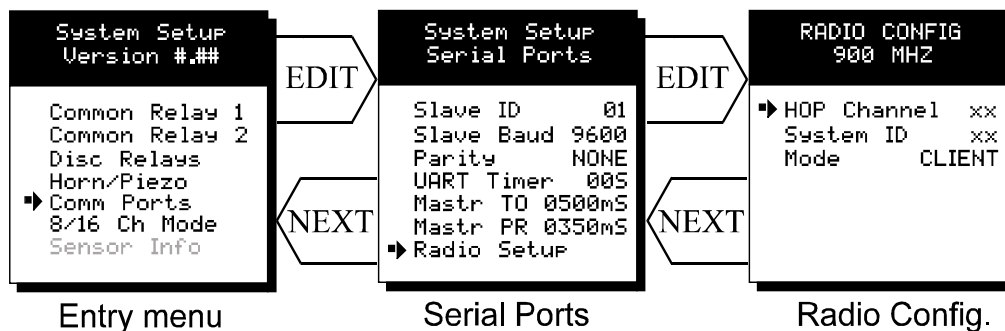 System Setup
Version #.##
Common Relay 1
Common Relay 2
Disc Relays
Horn/Piezo
Comm Ports
8/16 Ch Mode
Sensor Info
Entry menu
EDIT
NEXT
System Setup
Serial Ports
Slave ID 01
Slave Baud 9600
Parity NONE
UART Timer 00S
Mastr TO 0500mS
Mastr PR 0350mS
Radio Setup
Serial Ports
EDIT
NEXT
RADIO CONFIG
900 MHZ
HOP Channel xx
System ID xx
Mode CLIENT
Radio Config.